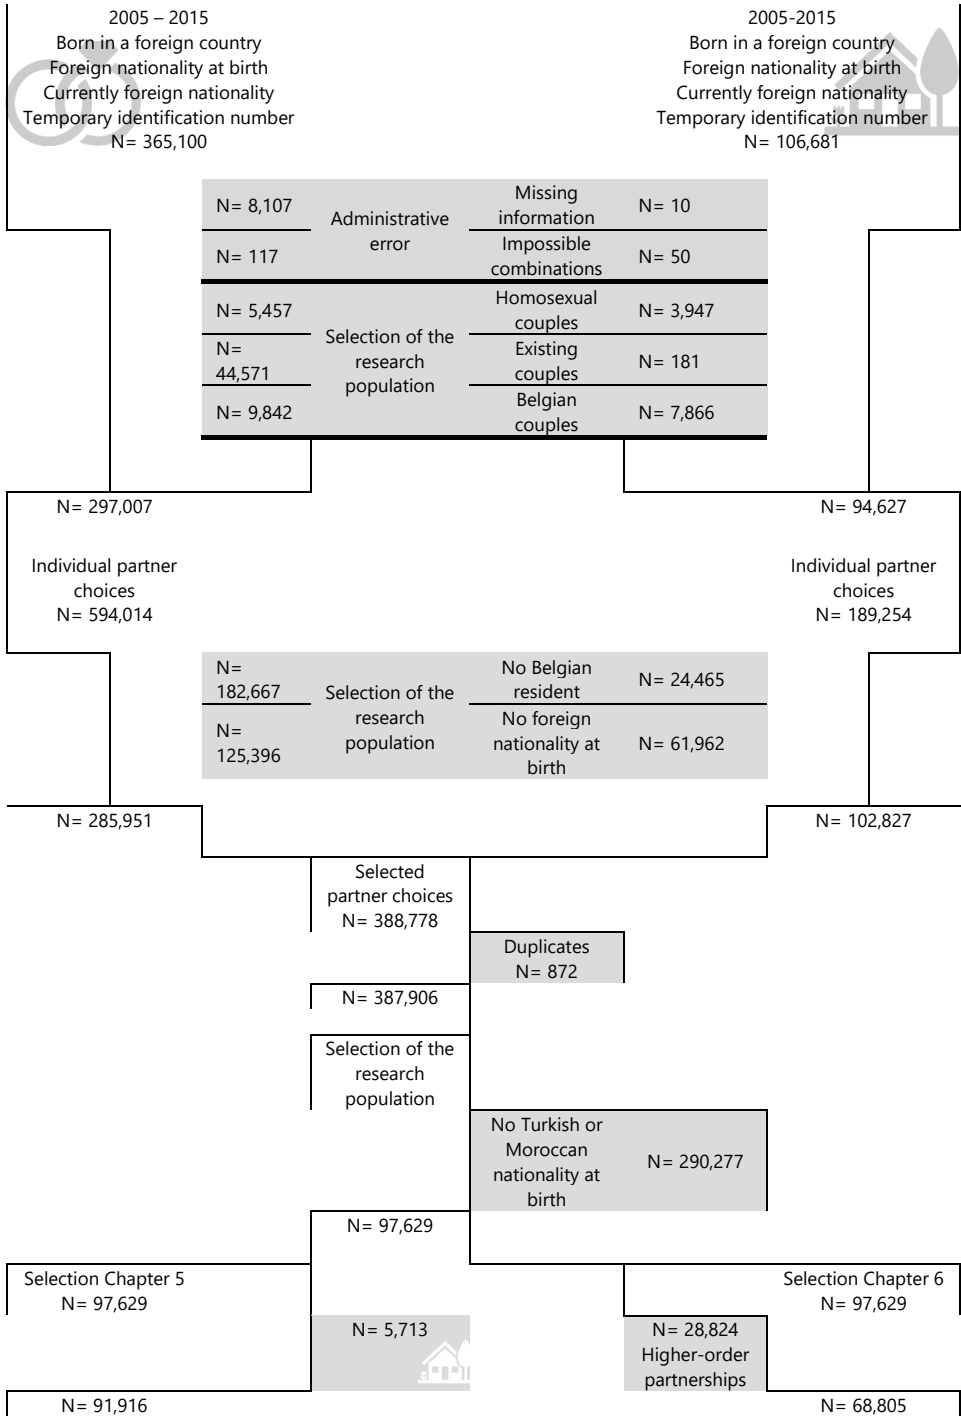 2005 – 2015
Born in a foreign country
Foreign nationality at birth
Currently foreign nationality
Temporary identification number
N= 365,100
2005-2015
Born in a foreign country
Foreign nationality at birth
Currently foreign nationality
Temporary identification number
N= 106,681
N= 8,107
Administrative
error
Missing
information
N= 10
N= 117
Impossible
combinations
N= 50
N= 5,457
Selection of the
research
population
Homosexual
couples
N= 3,947
N=
44,571
Existing
couples
N= 181
N= 9,842
Belgian
couples
N= 7,866
N= 297,007
N= 94,627
Individual partner
choices
N= 594,014
Individual partner
choices
N= 189,254
N=
182,667
Selection of the
research
population
No Belgian
resident
N= 24,465
N=
125,396
No foreign
nationality at
birth
N= 61,962
N= 285,951
N= 102,827
Selected
partner choices
N= 388,778
Duplicates
N= 872
N= 387,906
Selection of the
research
population
No Turkish or
Moroccan
nationality at
birth
N= 290,277
N= 97,629
Selection Chapter 5
N= 97,629
Selection Chapter 6
N= 97,629
N= 5,713
N= 28,824
Higher-order
partnerships
N= 91,916
N= 68,805